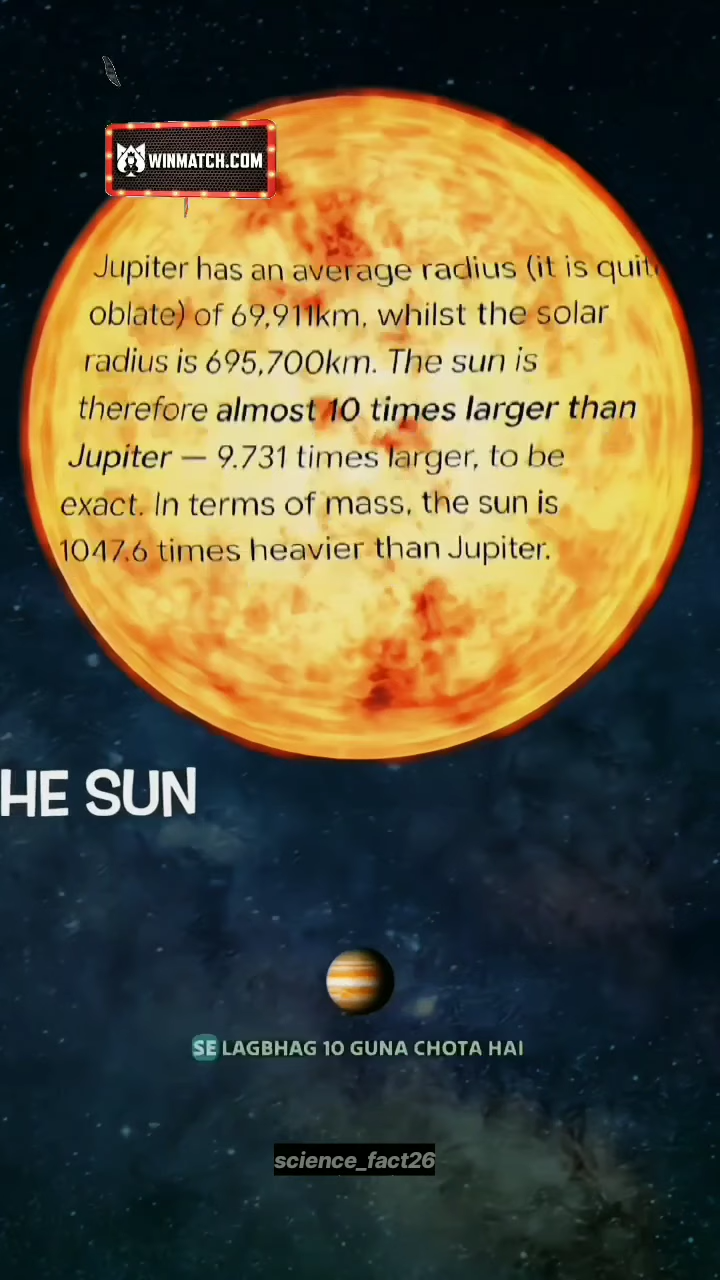 WINMATCH.COM
Jupiter has an average radius (it is quit
oblate) of 69,911km, whilst the solar
radius is 695,700km. The sun is
therefore almost 10 times larger than
Jupiter — 9.731 times larger, to be
exact. In terms of mass, the sun is
1047.6 times heavier than Jupiter.
HE SUN
SE LAGBHAG 10 GUNA CHOTA HAI
science_fact26